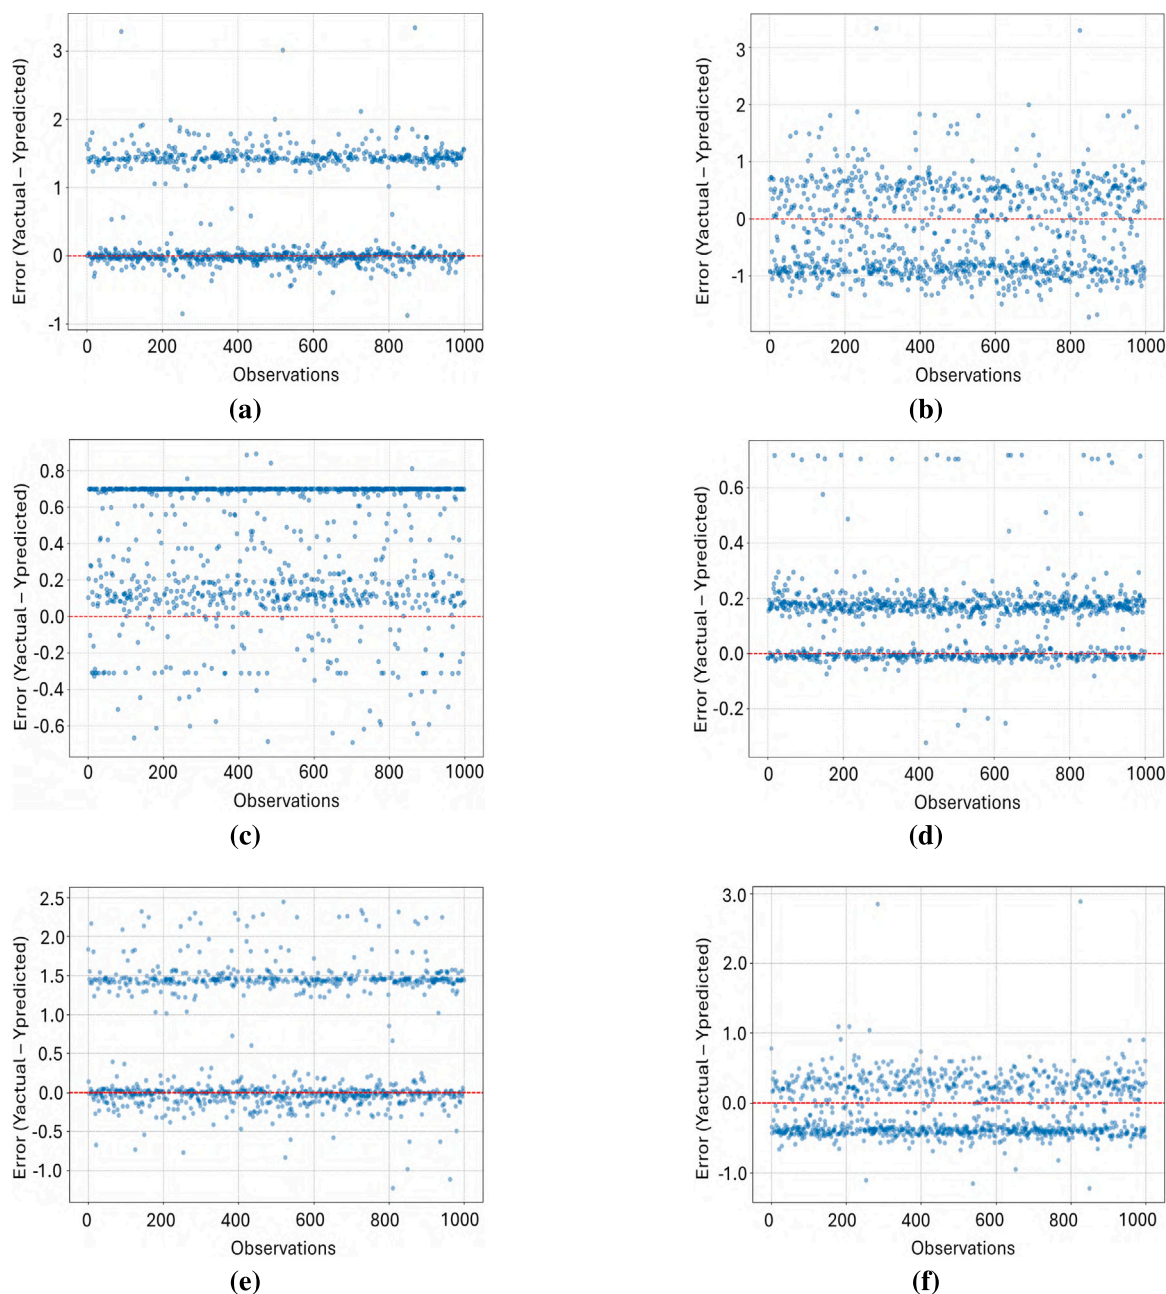 3
2
1
0
-1
Error (Yactual – Ypredicted)
0 200 400 600 800 1000
Observations
(a)
3
2
1
0
-1
Error (Yactual – Ypredicted)
0 200 400 600 800 1000
Observations
(b)
0.8
0.6
0.4
0.2
0.0
-0.2
-0.4
-0.6
Error (Yactual – Ypredicted)
0 200 400 600 800 1000
Observations
(c)
0.6
0.4
0.2
0.0
-0.2
Error (Yactual – Ypredicted)
0 200 400 600 800 1000
Observations
(d)
2.5
2.0
1.5
1.0
0.5
0.0
-0.5
-1.0
Error (Yactual – Ypredicted)
0 200 400 600 800 1000
Observations
(e)
3.0
2.0
1.0
0.0
-1.0
Error (Yactual – Ypredicted)
0 200 400 600 800 1000
Observations
(f)